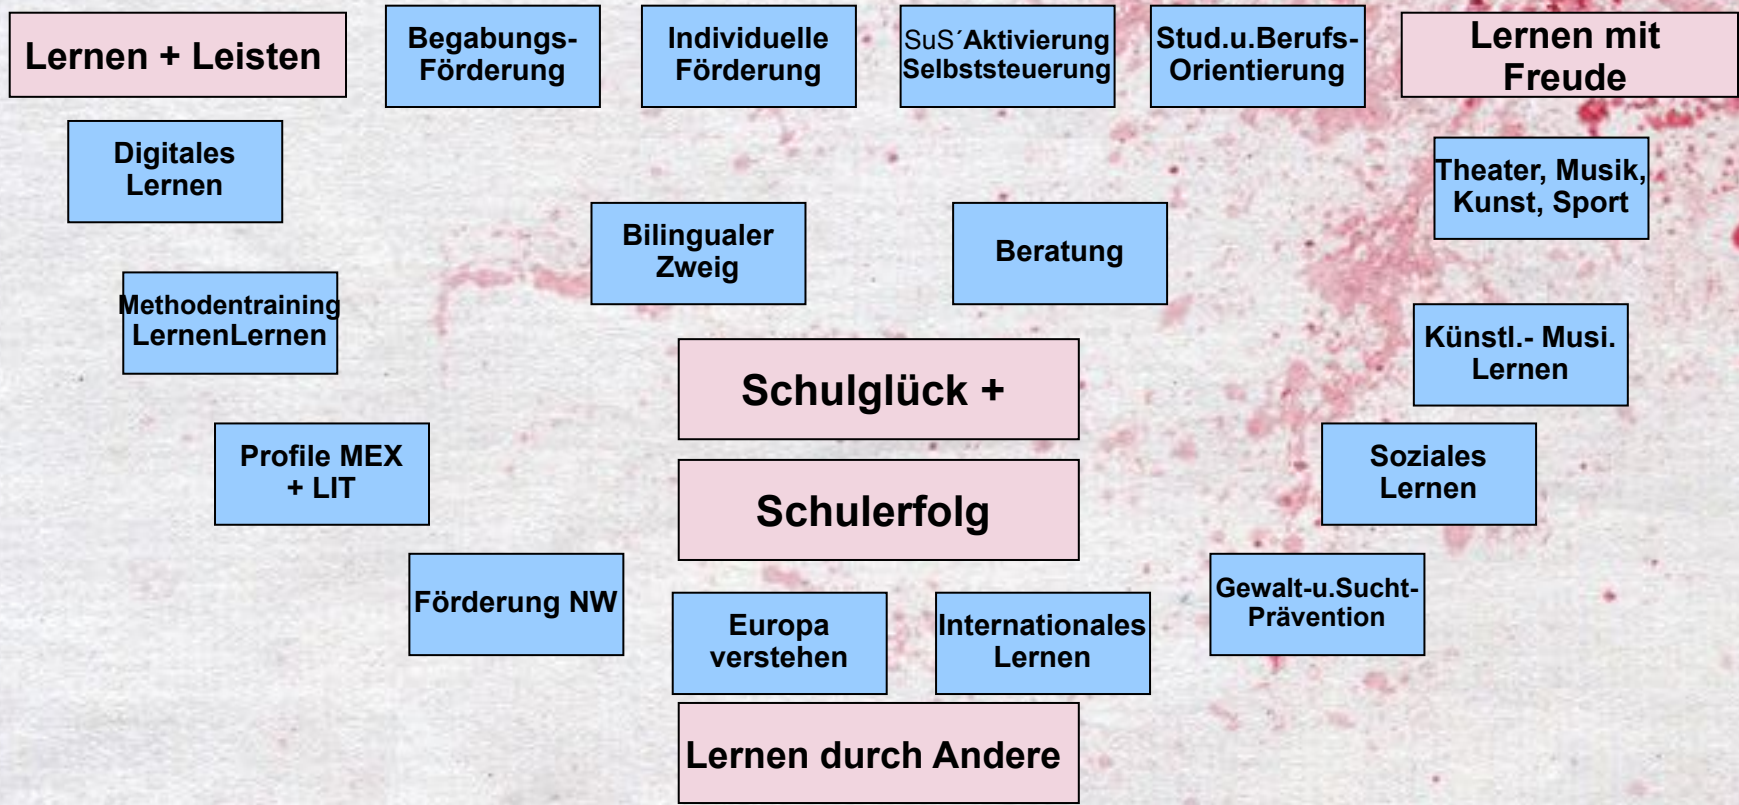 Lernen + Leisten
Begabungs-
Förderung
Individuelle
Förderung
SuS´Aktivierung
Selbststeuerung
Stud.u.Berufs-
Orientierung
Lernen mit
Freude
Digitales
Lernen
Theater, Musik,
Kunst, Sport
Bilingualer
Zweig
Beratung
Methodentraining
LernenLernen
Künstl.- Musi.
Lernen
Schulglück +
Profile MEX
+ LIT
Soziales
Lernen
Schulerfolg
Förderung NW
Gewalt-u.Sucht-
Prävention
Europa
verstehen
Internationales
Lernen
Lernen durch Andere